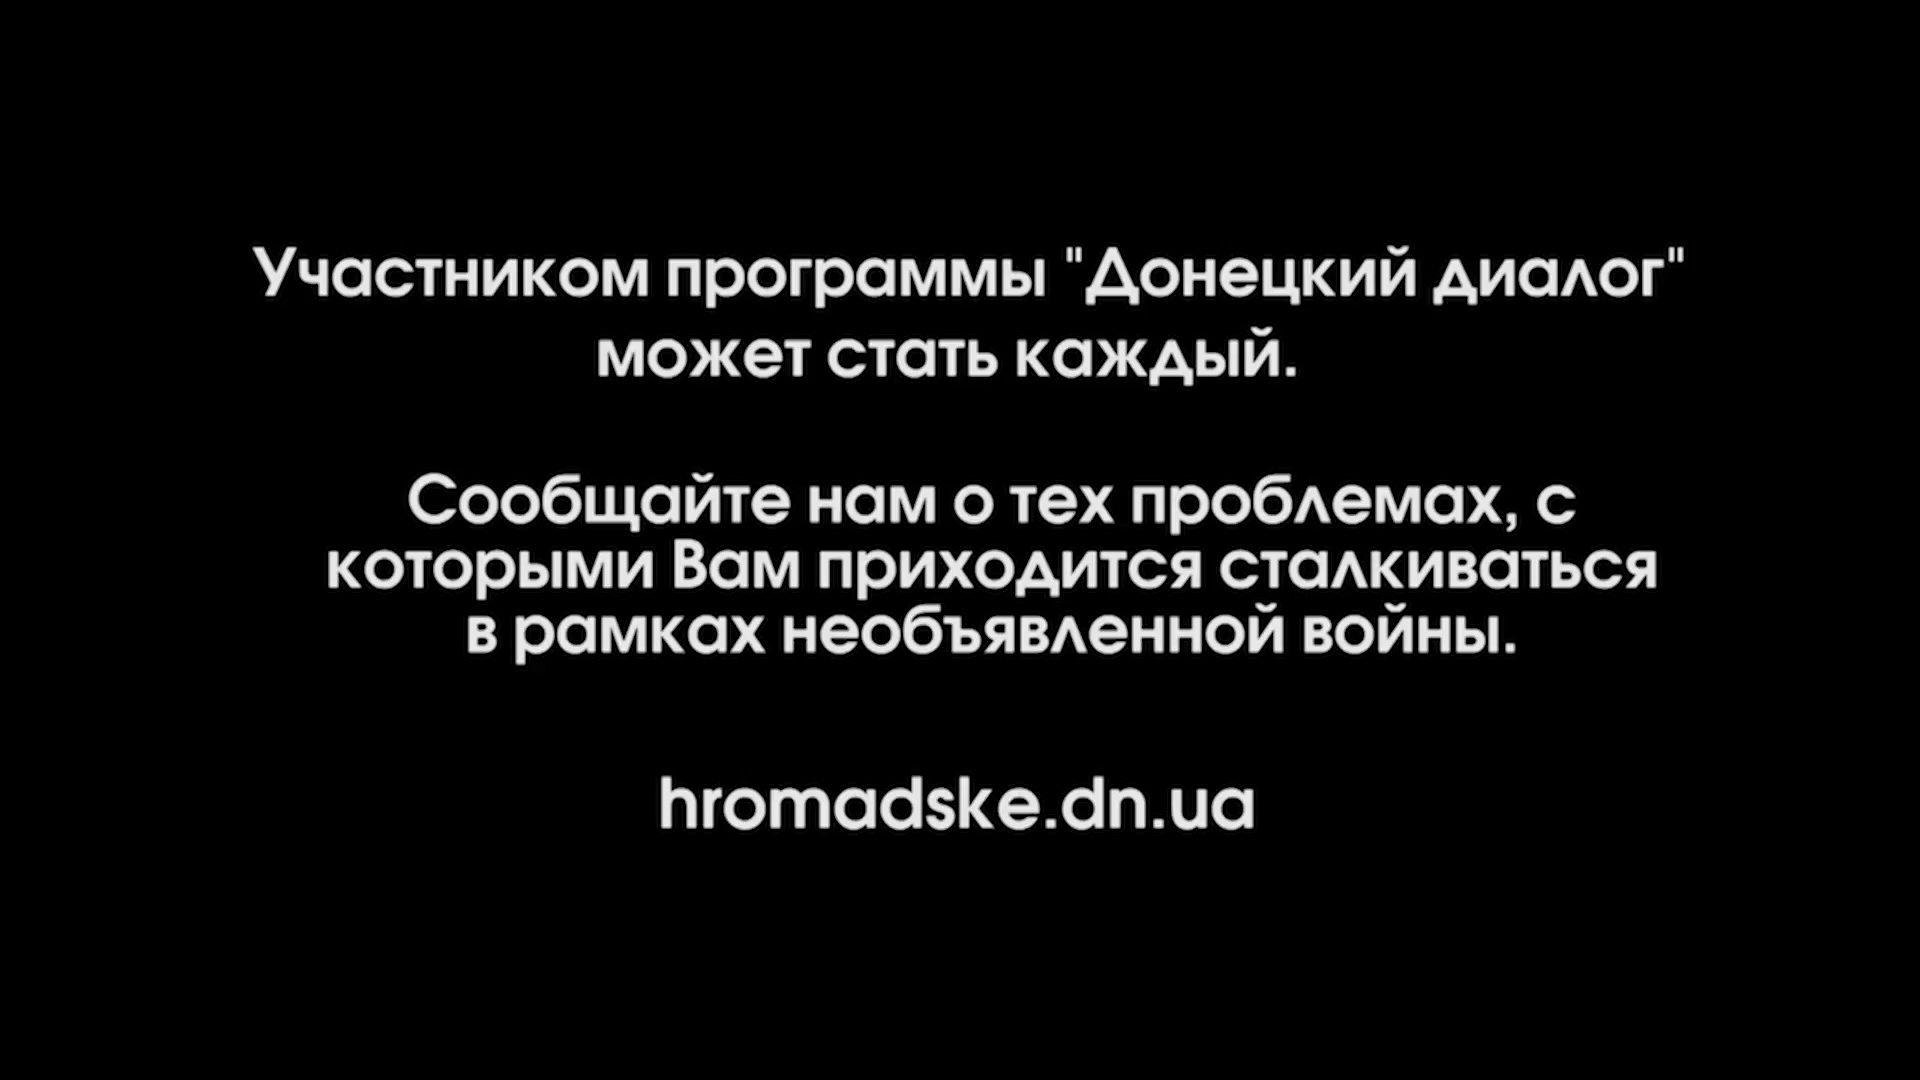 Участником программы "Донецкий диалог"
может стать каждый.
Сообщайте нам о тех проблемах, с
которыми Вам приходится сталкиваться
в рамках необъявленной войны.
hromadske.dn.ua